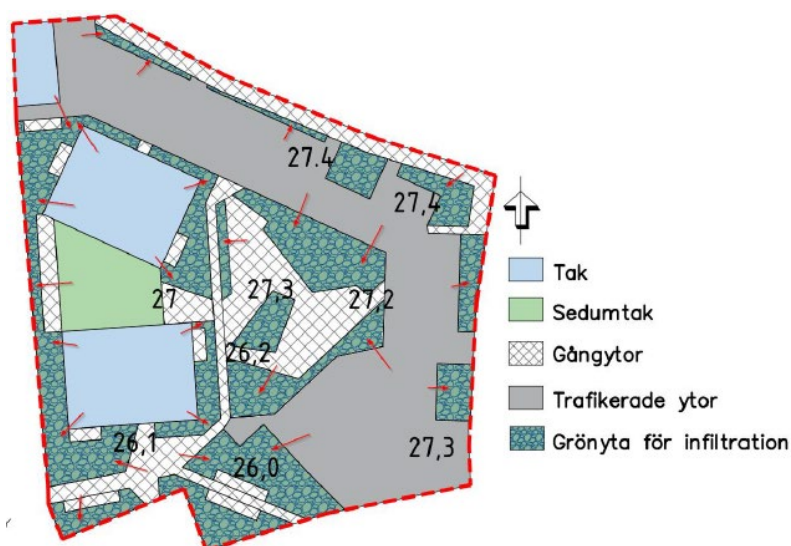 27.4
27,4
27
27,3
27,2
26,2
26,1
26,0
27,3
Tak
Sedumtak
Gångytor
Trafikerade ytor
Grönyta för infiltration